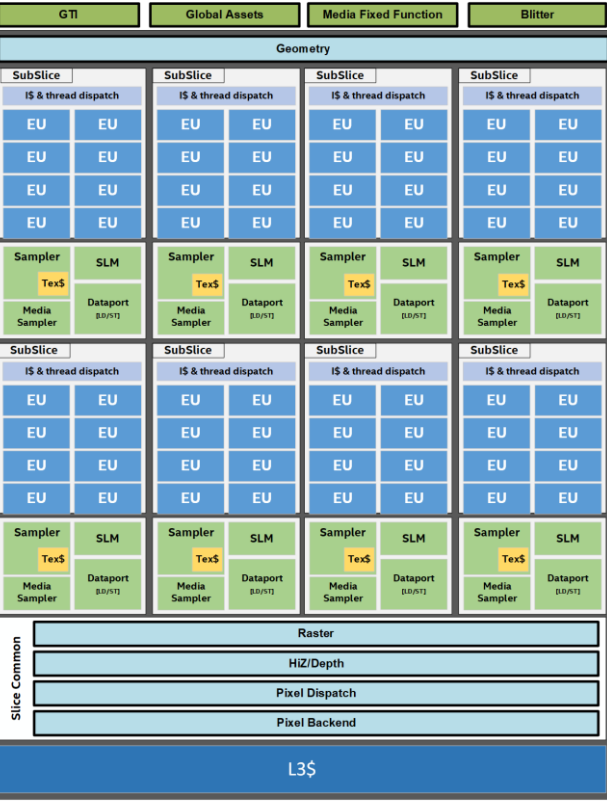 GTI Global Assets Media Fixed Function Blitter
Geometry
SubSlice SubSlice SubSlice SubSlice
I$ & thread dispatch I$ & thread dispatch I$ & thread dispatch I$ & thread dispatch
EU EU EU EU EU EU EU EU
EU EU EU EU EU EU EU EU
EU EU EU EU EU EU EU EU
EU EU EU EU EU EU EU EU
Sampler SLM Sampler SLM Sampler SLM Sampler SLM
Tex$ Tex$ Tex$ Tex$
Dataport Dataport Dataport Dataport
Media [LD/ST] Media [LD/ST] Media [LD/ST] Media [LD/ST]
Sampler Sampler Sampler Sampler
SubSlice SubSlice SubSlice SubSlice
I$ & thread dispatch I$ & thread dispatch I$ & thread dispatch I$ & thread dispatch
EU EU EU EU EU EU EU EU
EU EU EU EU EU EU EU EU
EU EU EU EU EU EU EU EU
EU EU EU EU EU EU EU EU
Sampler SLM Sampler SLM Sampler SLM Sampler SLM
Tex$ Tex$ Tex$ Tex$
Dataport Dataport Dataport Dataport
Media [LD/ST] Media [LD/ST] Media [LD/ST] Media [LD/ST]
Sampler Sampler Sampler Sampler
Slice Common
Raster
HiZ/Depth
Pixel Dispatch
Pixel Backend
L3$